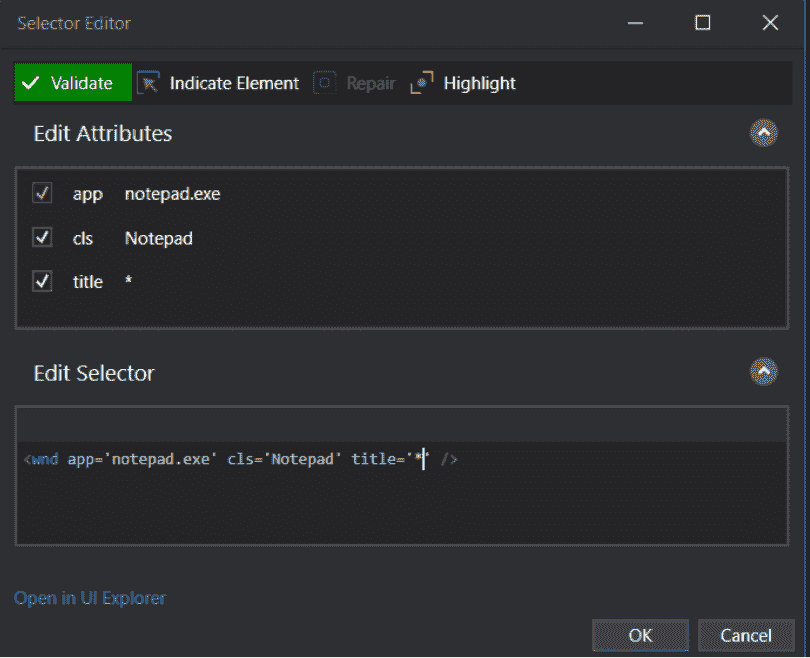 Selector Editor
Validate Indicate Element Repair Highlight
Edit Attributes
app notepad.exe
cls Notepad
title *
Edit Selector
<wnd app='notepad.exe' cls='Notepad' title='*' />
Open in UI Explorer
OK Cancel